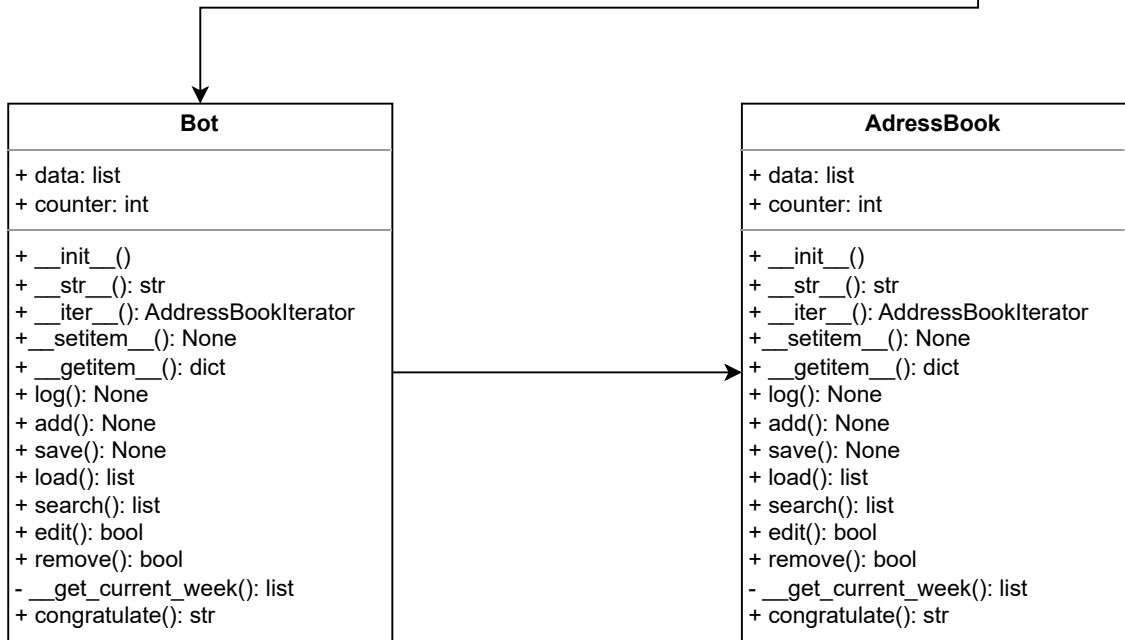 Bot
+ data: list
+ counter: int
+ __init__()
+ __str__(): str
+ __iter__(): AddressBookIterator
+__setitem__(): None
+ __getitem__(): dict
+ log(): None
+ add(): None
+ save(): None
+ load(): list
+ search(): list
+ edit(): bool
+ remove(): bool
- __get_current_week(): list
+ congratulate(): str
AdressBook
+ data: list
+ counter: int
+ __init__()
+ __str__(): str
+ __iter__(): AddressBookIterator
+__setitem__(): None
+ __getitem__(): dict
+ log(): None
+ add(): None
+ save(): None
+ load(): list
+ search(): list
+ edit(): bool
+ remove(): bool
- __get_current_week(): list
+ congratulate(): str